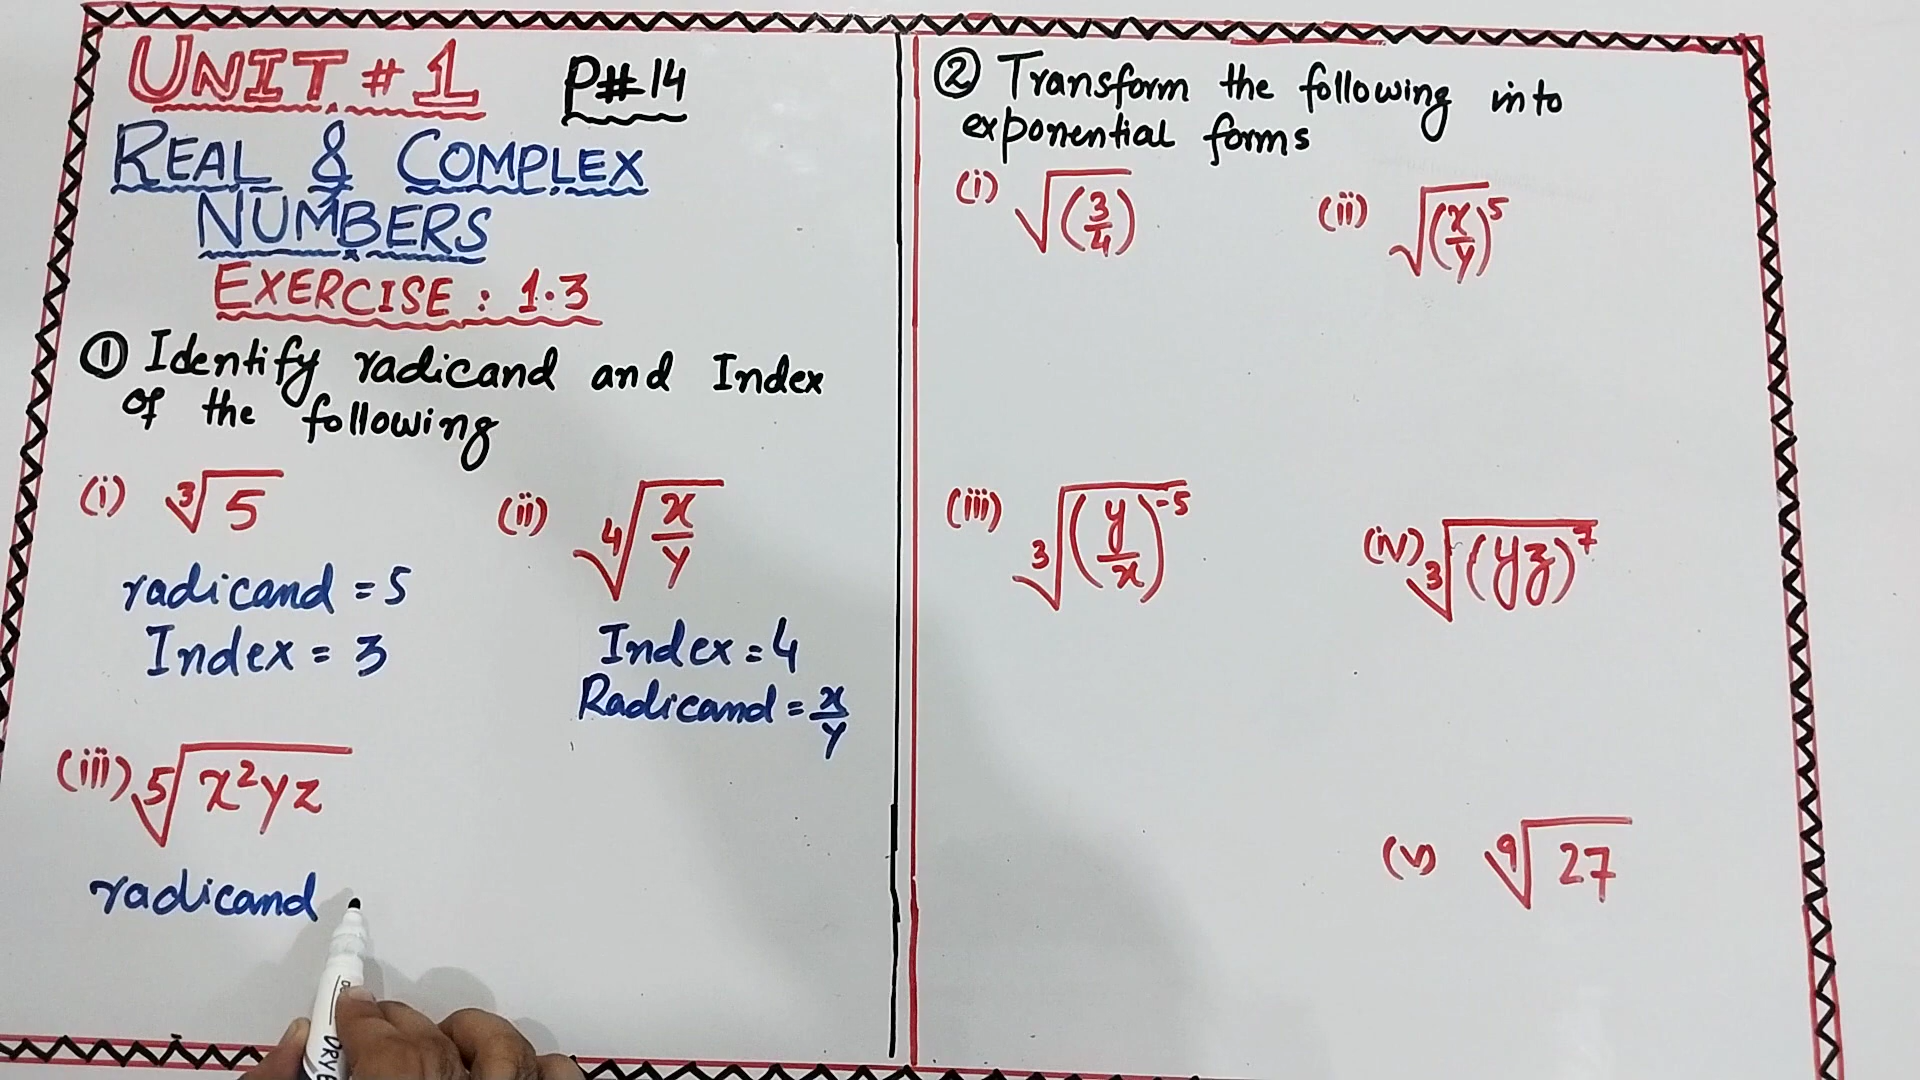 UNIT # 1 P# 14
REAL & COMPLEX
NUMBERS
EXERCISE : 1.3
① Identify radicand and Index
of the following
(i) ∛5
(ii) ∜(x/y)
radicand = 5
Index = 3
Index = 4
Radicand = x/y
(iii) ⁵√(x²yz)
radicand
② Transform the following into
exponential forms
(i) √(3/4)
(ii) √(x/y)⁵
(iii) ∛(y/x)⁻⁵
(iv) ∛(yz)⁷
(v) ⁹√27
DRY E